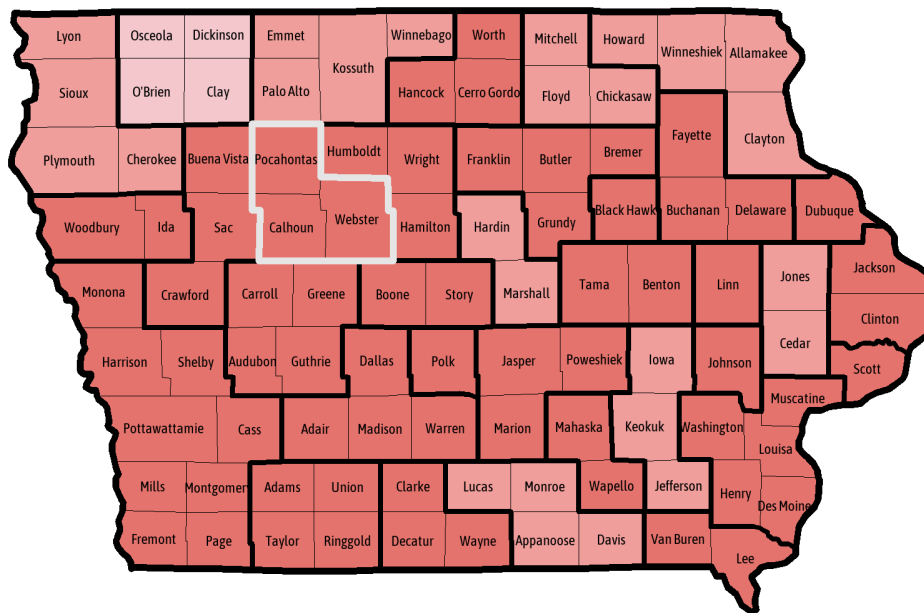 Lyon
Osceola
Dickinson
Emmet
Winnebago
Worth
Mitchell
Howard
Winneshiek
Allamakee
Kossuth
Sioux
O'Brien
Clay
Palo Alto
Hancock
Cerro Gordo
Floyd
Chickasaw
Fayette
Clayton
Plymouth
Cherokee
Buena Vista
Pocahontas
Humboldt
Wright
Franklin
Butler
Bremer
Woodbury
Ida
Sac
Calhoun
Webster
Hamilton
Hardin
Grundy
Black Hawk
Buchanan
Delaware
Dubuque
Monona
Crawford
Carroll
Greene
Boone
Story
Marshall
Tama
Benton
Linn
Jones
Jackson
Clinton
Harrison
Shelby
Audubon
Guthrie
Dallas
Polk
Jasper
Poweshiek
Iowa
Johnson
Cedar
Scott
Muscatine
Pottawattamie
Cass
Adair
Madison
Warren
Marion
Mahaska
Keokuk
Washington
Louisa
Mills
Montgomery
Adams
Union
Clarke
Lucas
Monroe
Wapello
Jefferson
Henry
Des Moine
Fremont
Page
Taylor
Ringgold
Decatur
Wayne
Appanoose
Davis
Van Buren
Lee